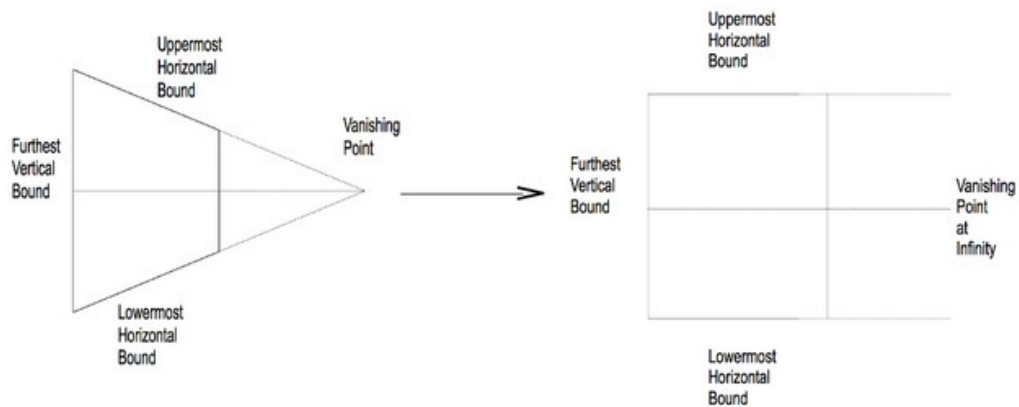 Uppermost
Horizontal
Bound
Furthest
Vertical
Bound
Vanishing
Point
Lowermost
Horizontal
Bound
Uppermost
Horizontal
Bound
Furthest
Vertical
Bound
Vanishing
Point
at
Infinity
Lowermost
Horizontal
Bound